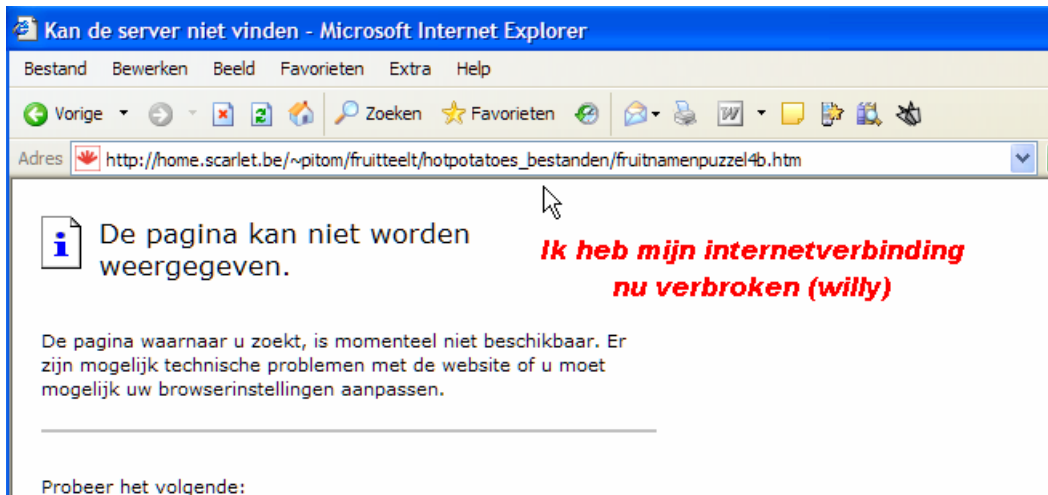 Kan de server niet vinden - Microsoft Internet Explorer
Bestand Bewerken Beeld Favorieten Extra Help
Vorige Zoeken Favorieten
Adres http://home.scarlet.be/~pitom/fruitteelt/hotpotatoes_bestanden/fruitnamenpuzzel4b.htm
De pagina kan niet worden
weergegeven.
Ik heb mijn internetverbinding
nu verbroken (willy)
De pagina waarnaar u zoekt, is momenteel niet beschikbaar. Er
zijn mogelijk technische problemen met de website of u moet
mogelijk uw browserinstellingen aanpassen.
Probeer het volgende: